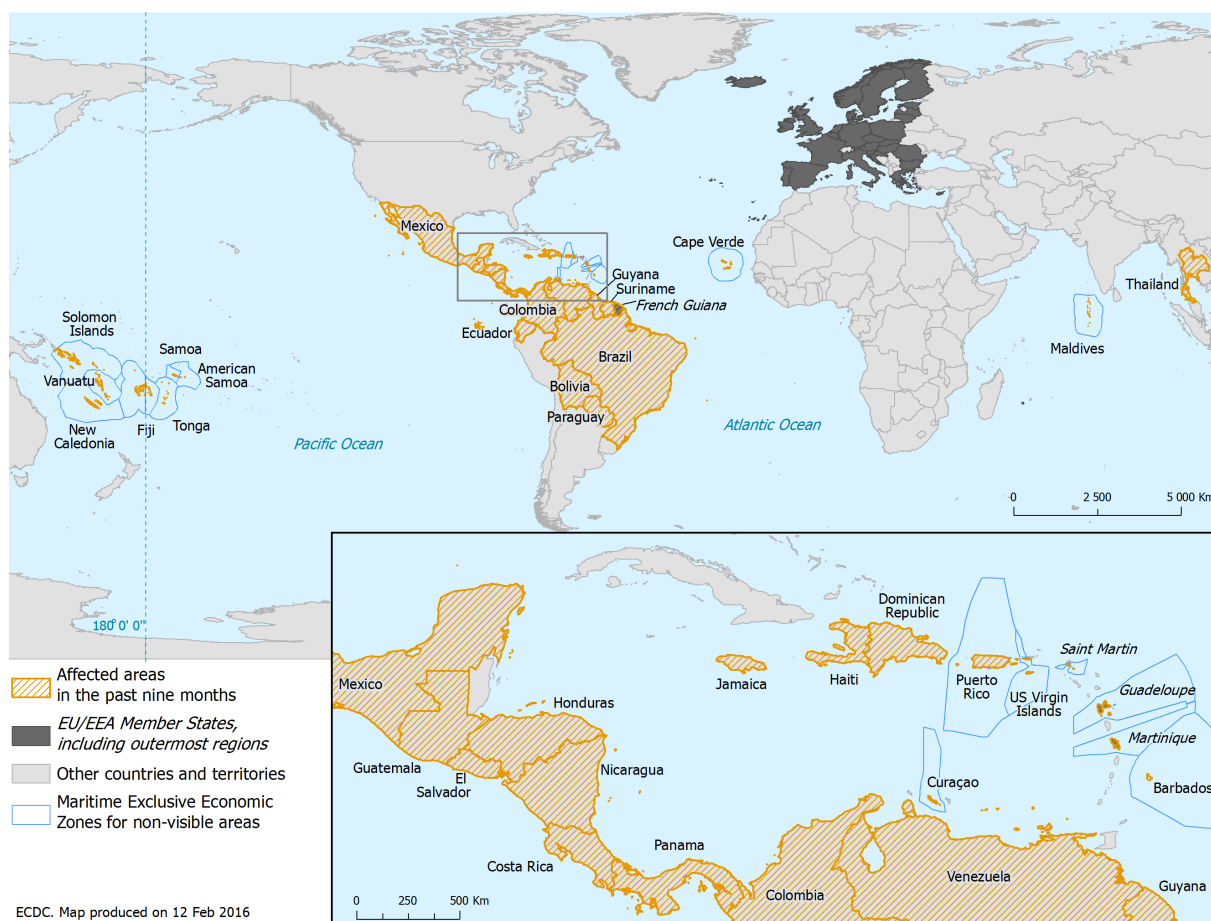 Mexico
Cape Verde
Guyana
Suriname
French Guiana
Colombia
Ecuador
Brazil
Bolivia
Paraguay
Thailand
Maldives
Solomon
Islands
Samoa
American
Samoa
Vanuatu
New
Caledonia
Fiji
Tonga
Pacific Ocean
Atlantic Ocean
0 2 500 5 000 Km
180° 0' 0"
Affected areas
in the past nine months
EU/EEA Member States,
including outermost regions
Other countries and territories
Maritime Exclusive Economic
Zones for non-visible areas
ECDC. Map produced on 12 Feb 2016
Dominican
Republic
Saint Martin
Mexico
Jamaica
Haiti
Puerto
Rico
US Virgin
Islands
Guadeloupe
Honduras
Martinique
Guatemala
El
Salvador
Nicaragua
Curaçao
Barbados
Costa Rica
Panama
Venezuela
Colombia
Guyana
0 250 500 Km